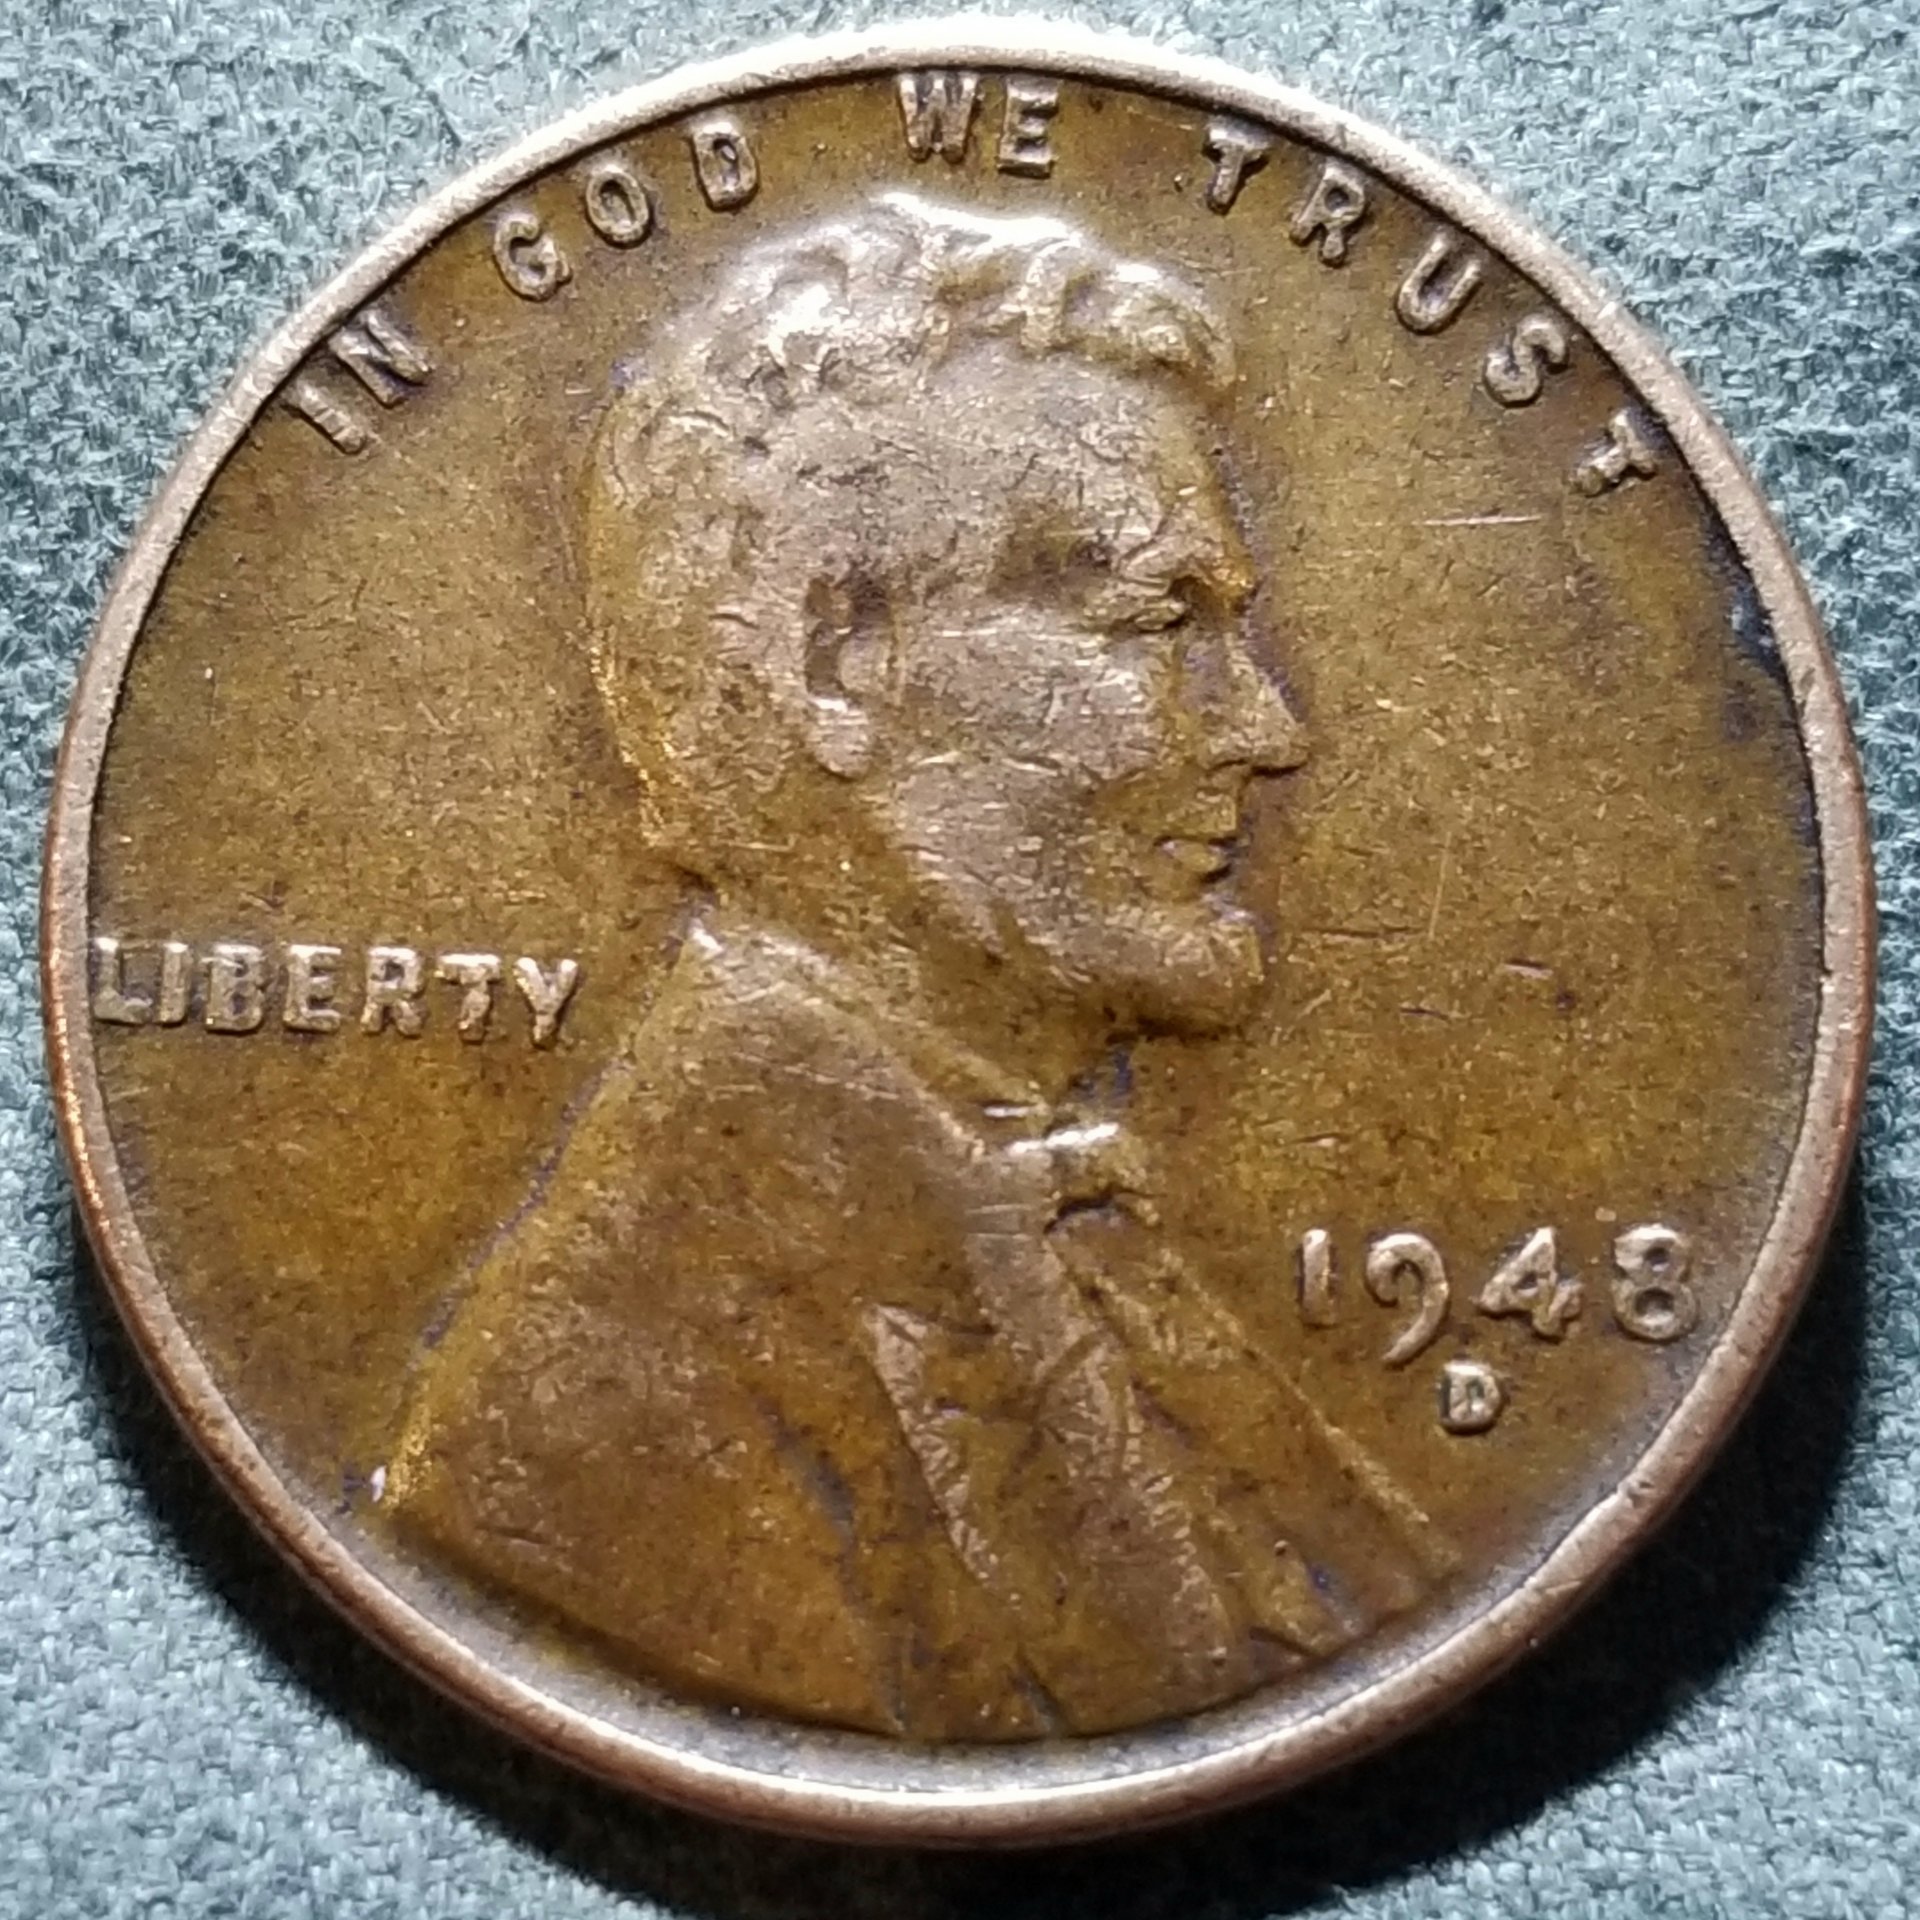 IN GOD WE TRUST
LIBERTY
1948
D